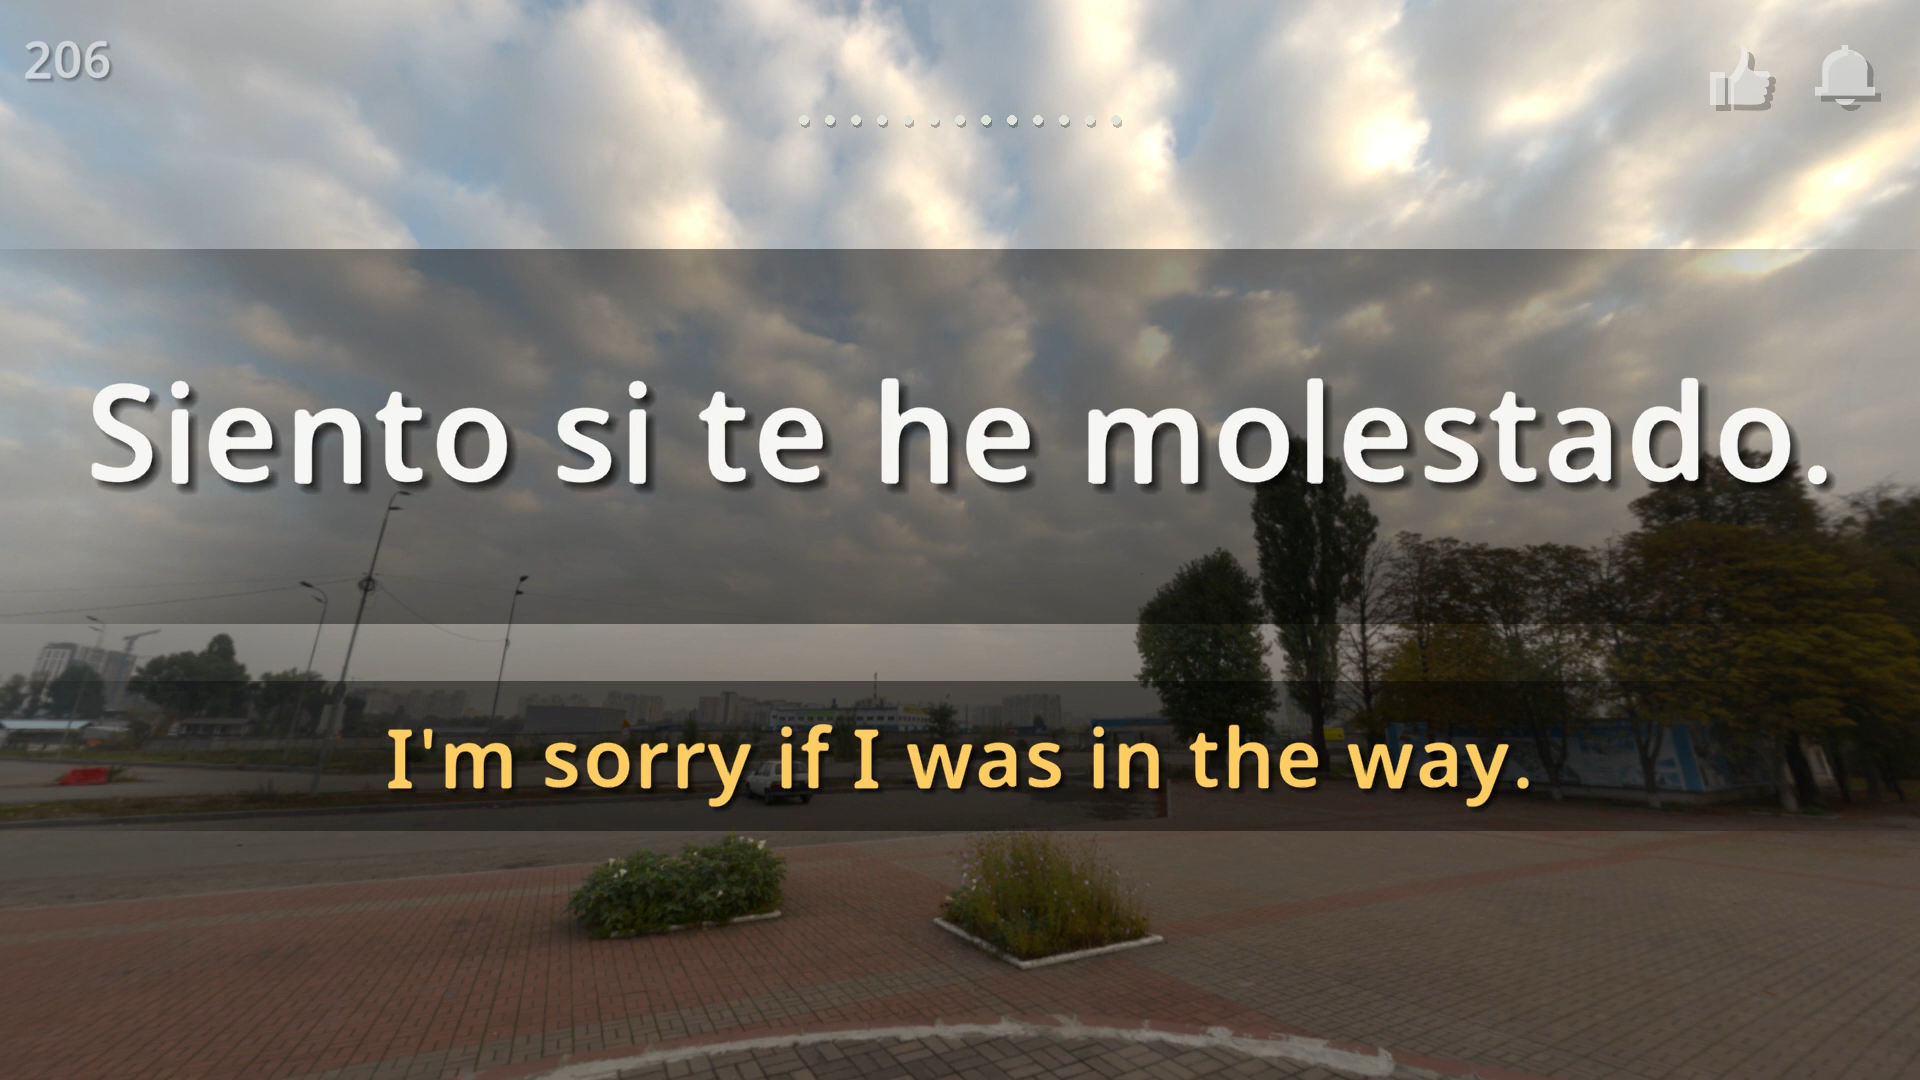 206
Siento si te he molestado.
I'm sorry if I was in the way.